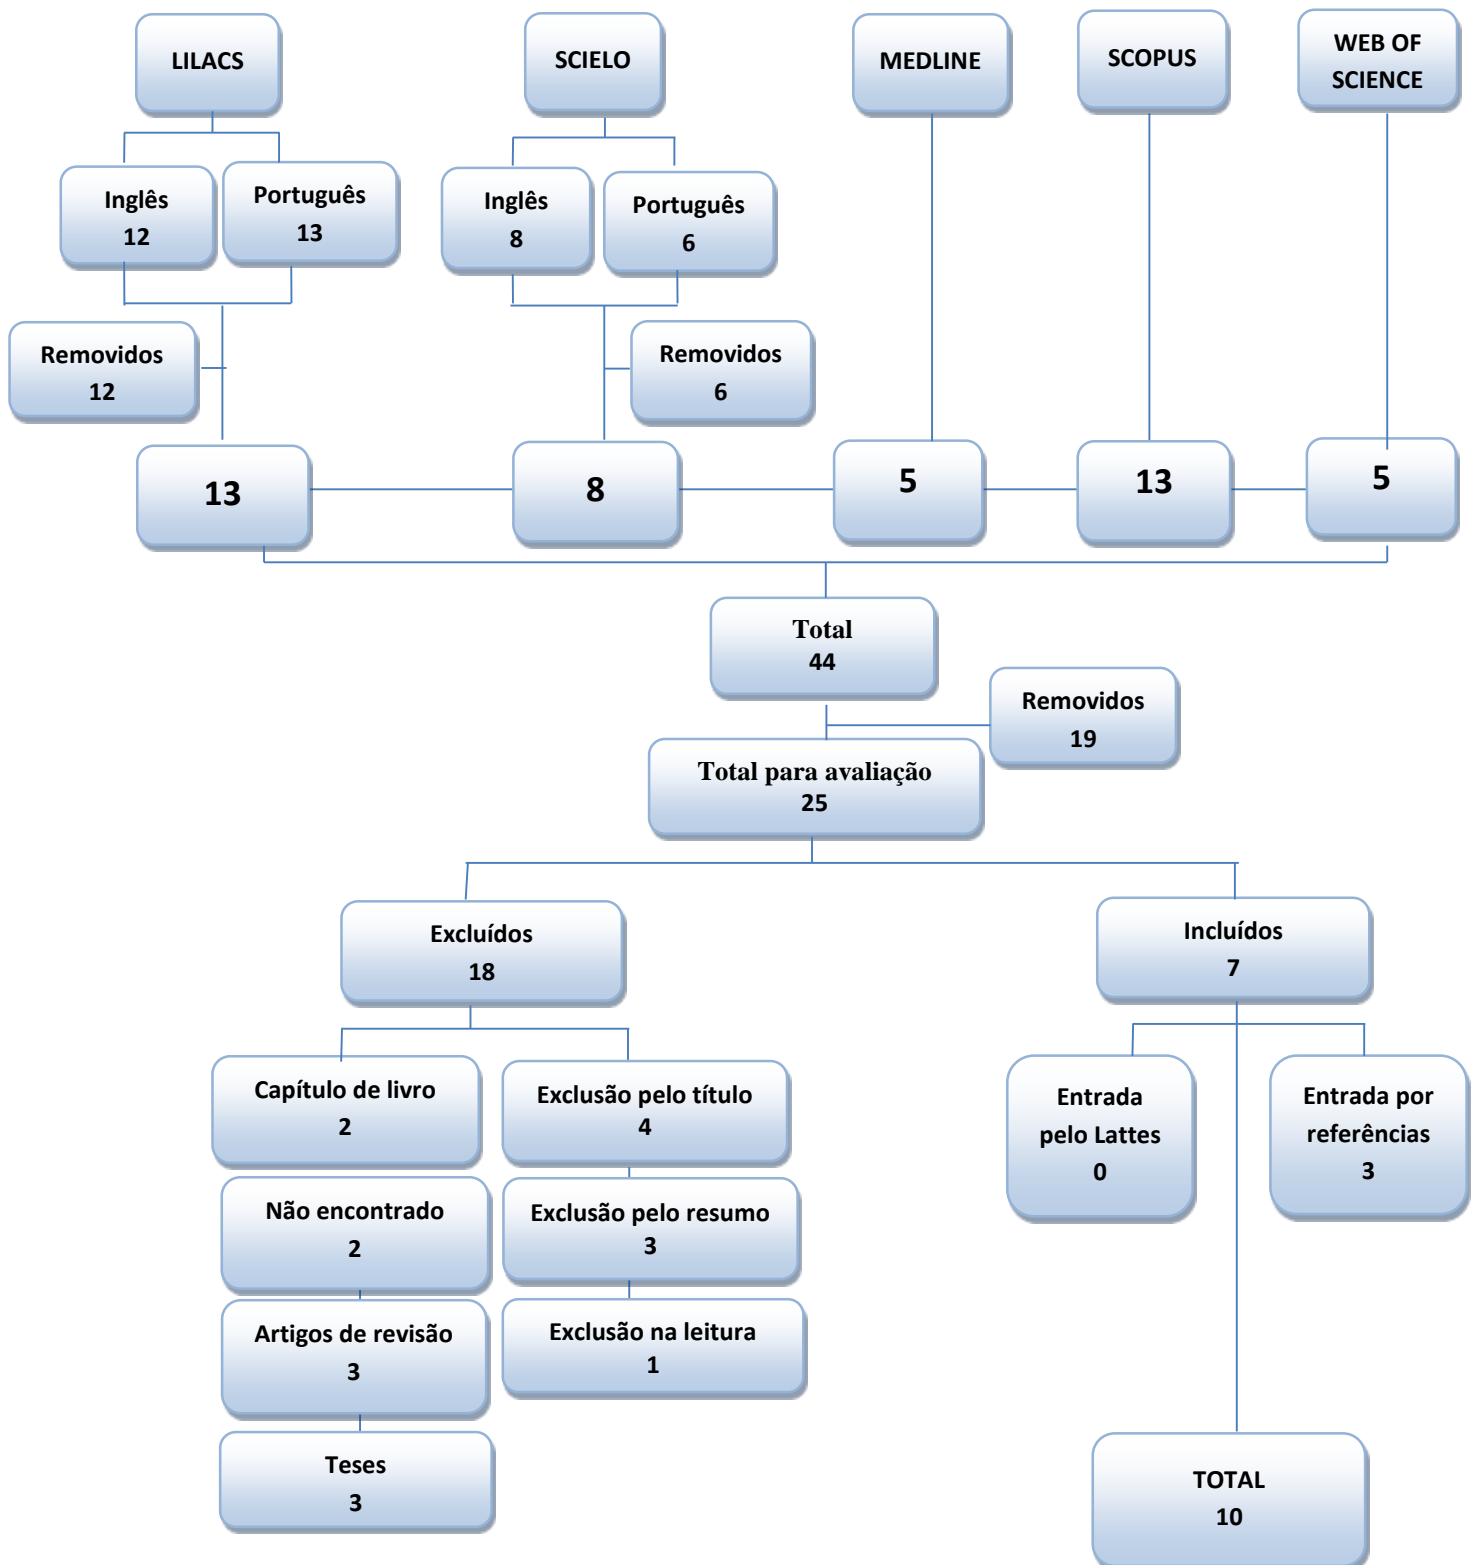 LILACS
SCIELO
MEDLINE
SCOPUS
WEB OF
SCIENCE
Inglês
12
Português
13
Inglês
8
Português
6
Removidos
12
Removidos
6
13
8
5
13
5
Total
44
Removidos
19
Total para avaliação
25
Excluídos
18
Incluídos
7
Capítulo de livro
2
Exclusão pelo título
4
Entrada
pelo Lattes
0
Entrada por
referências
3
Não encontrado
2
Exclusão pelo resumo
3
Artigos de revisão
3
Exclusão na leitura
1
Teses
3
TOTAL
10